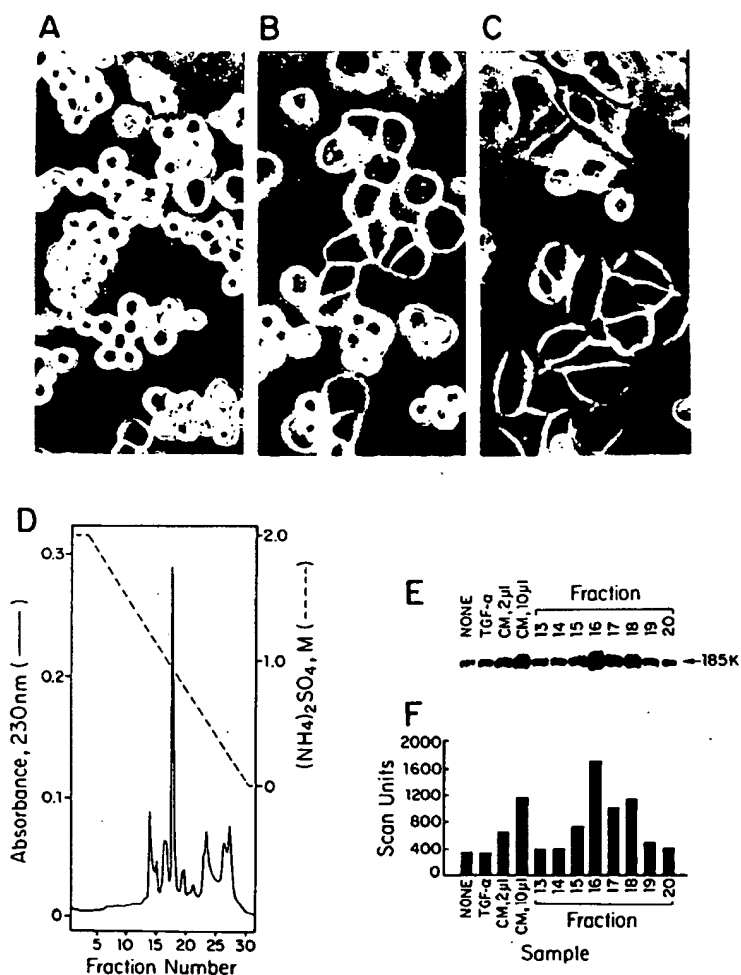 A
B
C
D
Absorbance, 230nm (——)
0.3
0.2
0.1
0
2.0
1.0
0
(NH4)2SO4, M (-----)
5 10 15 20 25 30
Fraction Number
E
Fraction
NONE
TGF-α
CM, 2µl
CM, 10µl
13
14
15
16
17
18
19
20
←185K
F
Scan Units
2000
1600
1200
800
400
NONE
TGF-α
CM, 2µl
CM, 10µl
13
14
15
16
17
18
19
20
Fraction
Sample